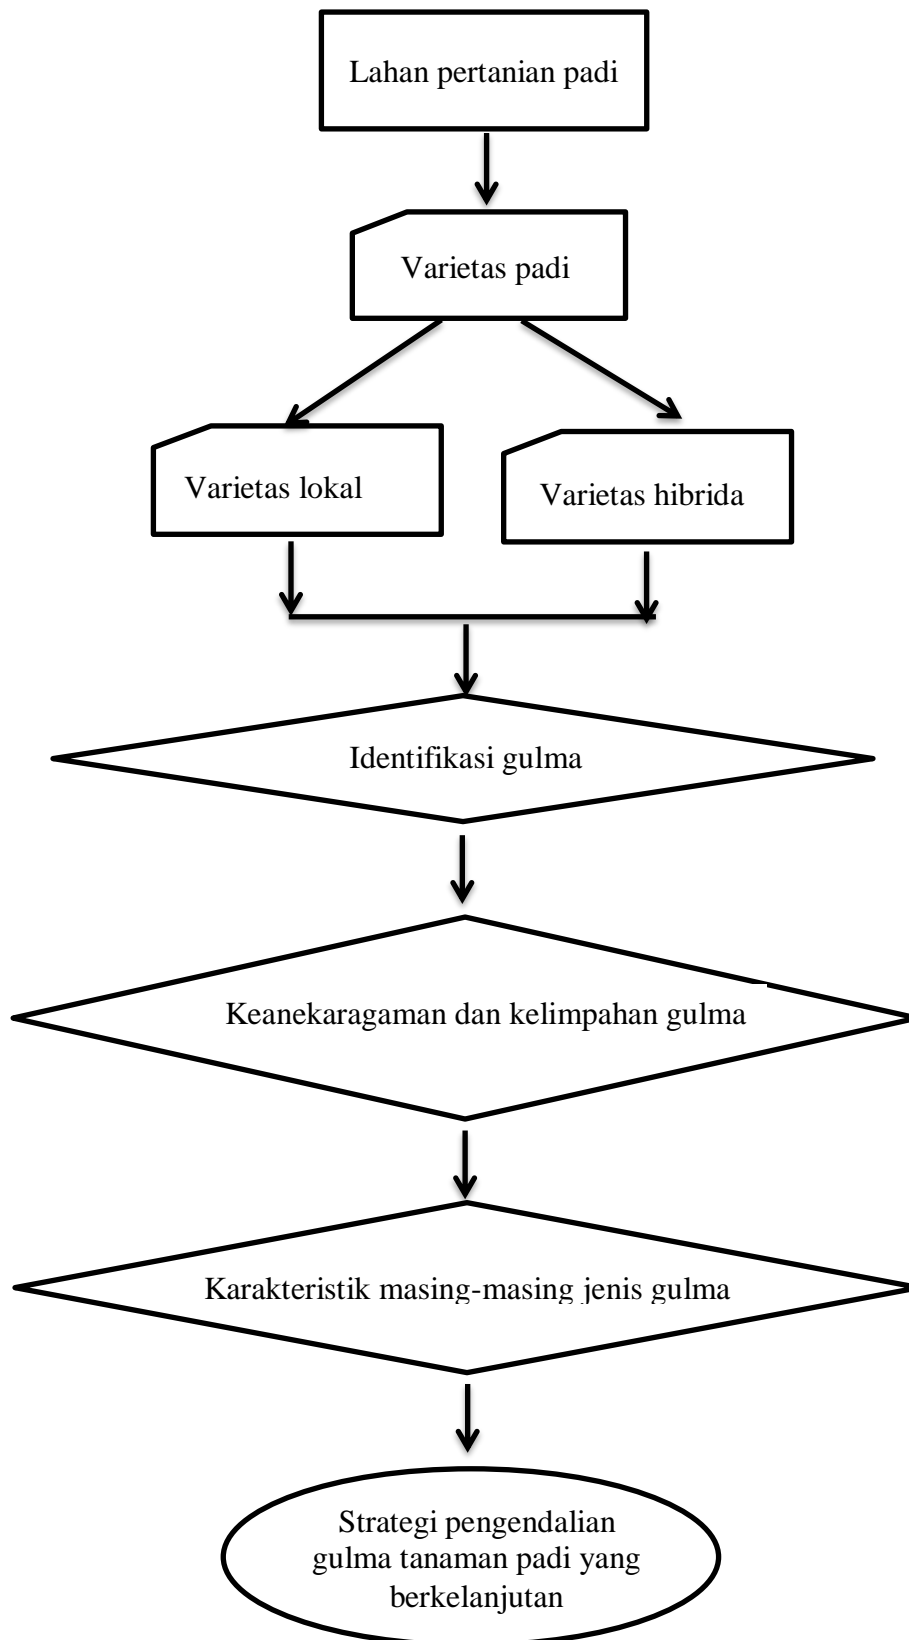 Lahan pertanian padi
Varietas padi
Varietas lokal
Varietas hibrida
Identifikasi gulma
Keanekaragaman dan kelimpahan gulma
Karakteristik masing-masing jenis gulma
Strategi pengendalian
gulma tanaman padi yang
berkelanjutan